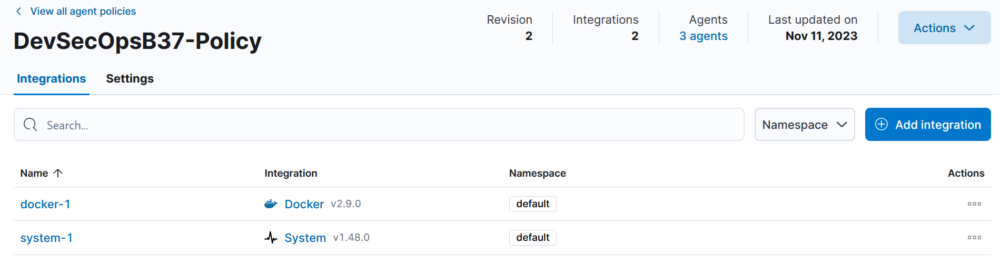 View all agent policies
DevSecOpsB37-Policy
Revision
2
Integrations
2
Agents
3 agents
Last updated on
Nov 11, 2023
Actions
Integrations Settings
Search...
Namespace
Add integration
Name Integration Namespace Actions
docker-1 Docker v2.9.0 default
system-1 System v1.48.0 default